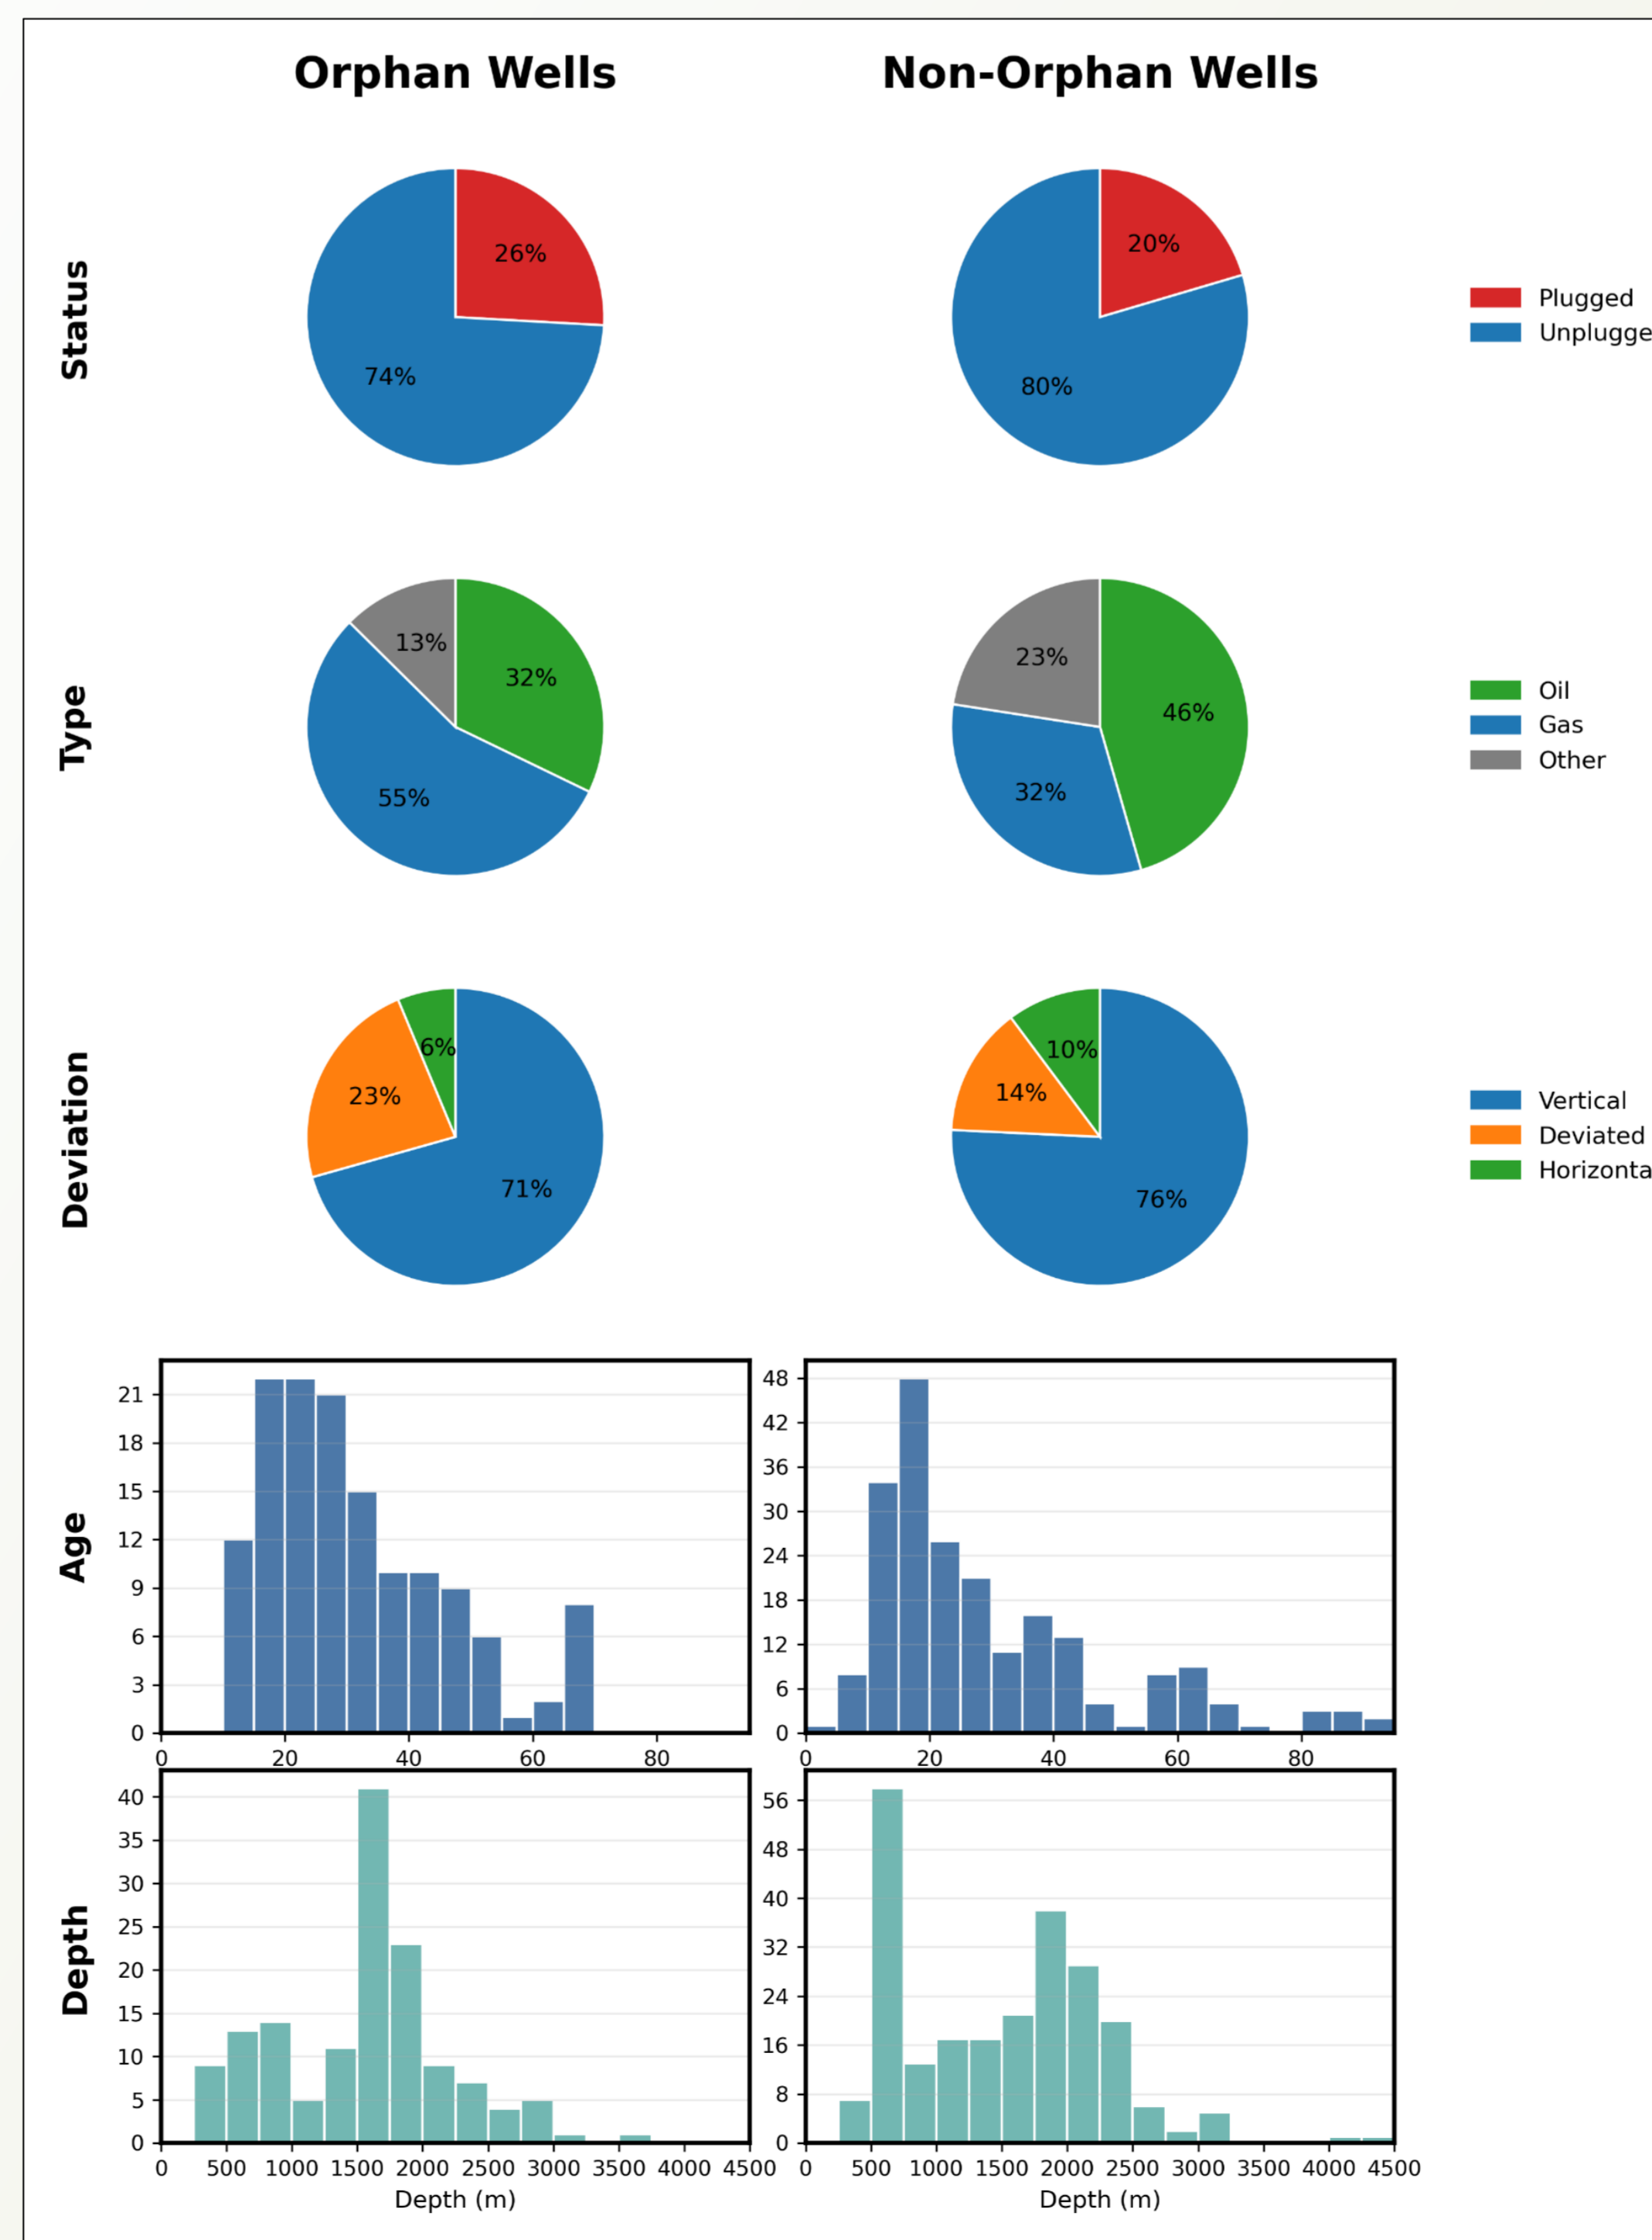 Orphan Wells Non-Orphan Wells
Status
26%
74%
20%
80%
Plugged
Unplugge
Type
13%
32%
55%
23%
46%
32%
Oil
Gas
Other
Deviation
6%
23%
71%
10%
14%
76%
Vertical
Deviated
Horizonta
Age
21
18
15
12
9
6
3
0
0 20 40 60 80
48
42
36
30
24
18
12
6
0
0 20 40 60 80
Depth
40
35
30
25
20
15
10
5
0
0 500 1000 1500 2000 2500 3000 3500 4000 4500
Depth (m)
56
48
40
32
24
16
8
0
0 500 1000 1500 2000 2500 3000 3500 4000 4500
Depth (m)